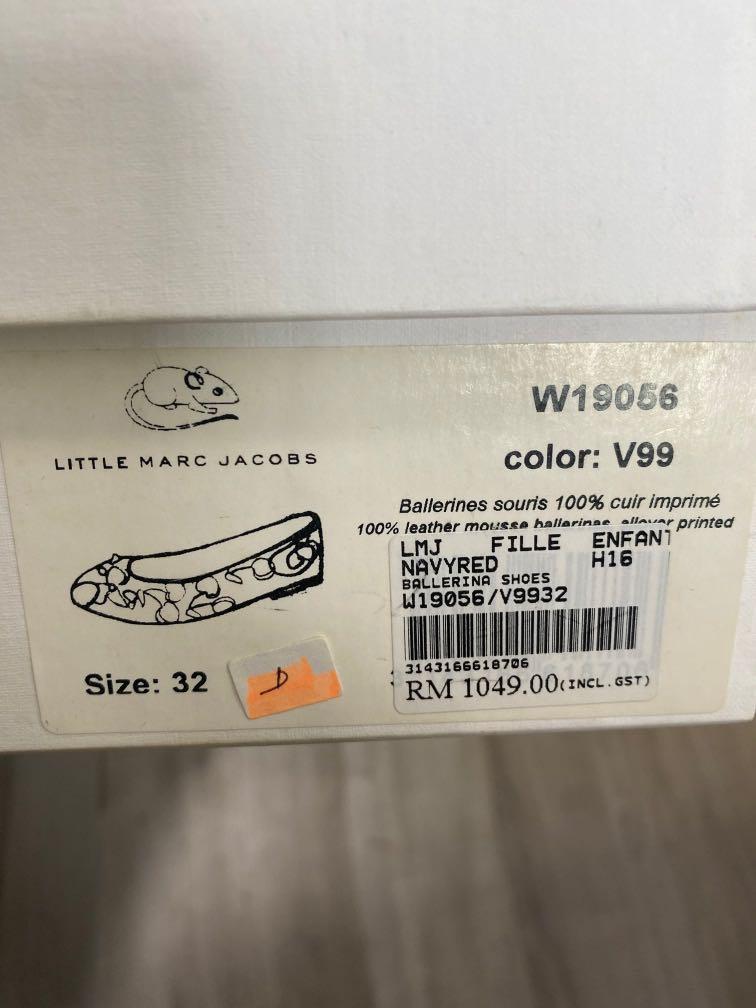 W19056
LITTLE MARC JACOBS
color: V99
Ballerines souris 100% cuir imprimé
100% leather mousse ballerinas allover printed
LMJ FILLE ENFANT
NAVYRED H16
BALLERINA SHOES
W19056/V9932
3143166618706
RM 1049.00(INCL.GST)
Size: 32
D